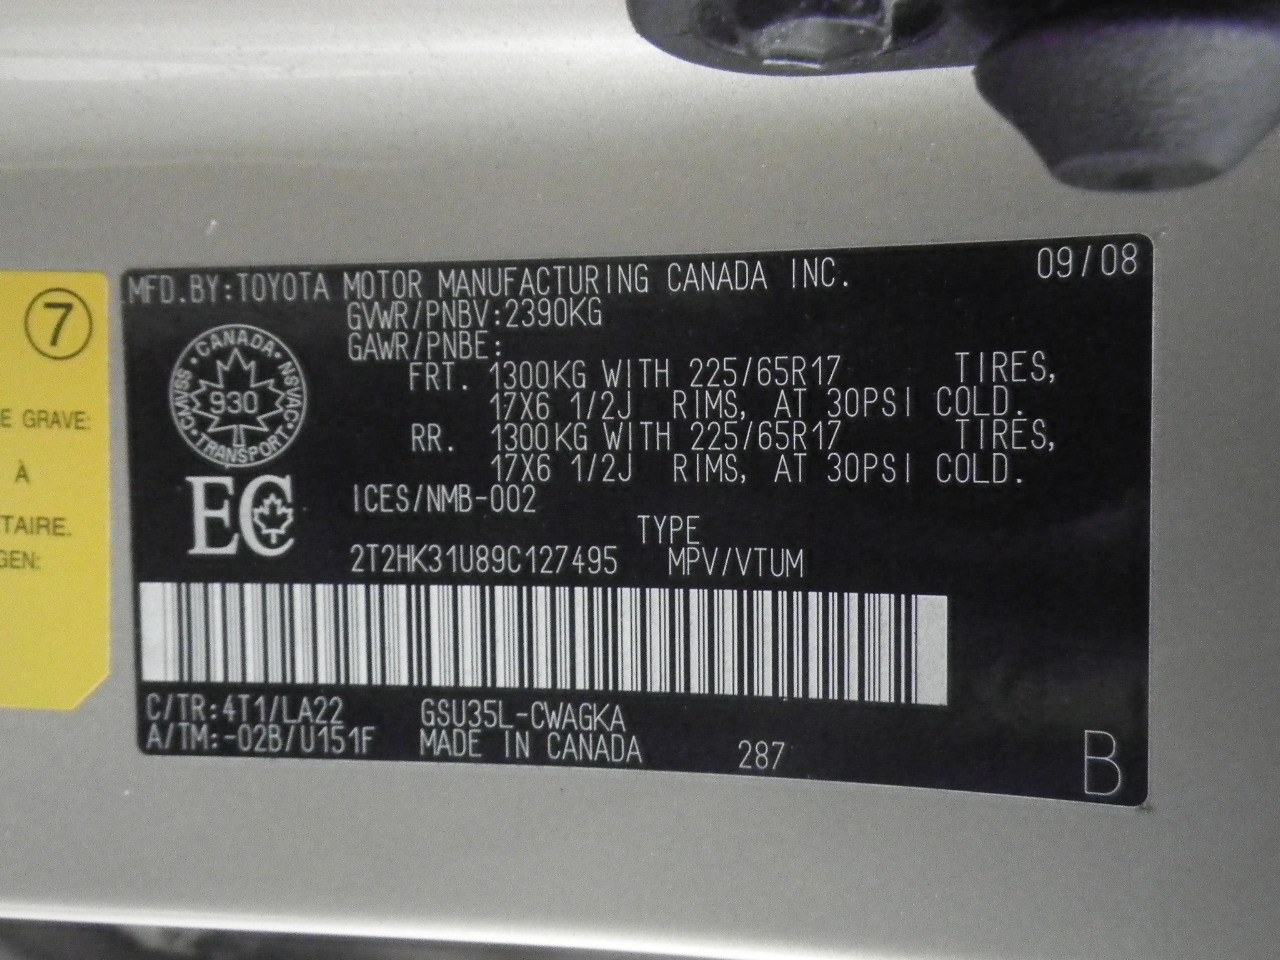 MFD.BY:TOYOTA MOTOR MANUFACTURING CANADA INC. 09/08
GVWR/PNBV:2390KG
GAWR/PNBE:
FRT. 1300KG WITH 225/65R17 TIRES,
17X6 1/2J RIMS, AT 30PSI COLD.
RR. 1300KG WITH 225/65R17 TIRES,
17X6 1/2J RIMS, AT 30PSI COLD.
ICES/NMB-002
TYPE
2T2HK31U89C127495 MPV/VTUM
CANADA · NSVAC · TRANSPORT · CMVSS
930
EC
C/TR:4T1/LA22 GSU35L-CWAGKA
A/TM:-02B/U151F MADE IN CANADA 287
B
7
E GRAVE:
À
TAIRE.
GEN: